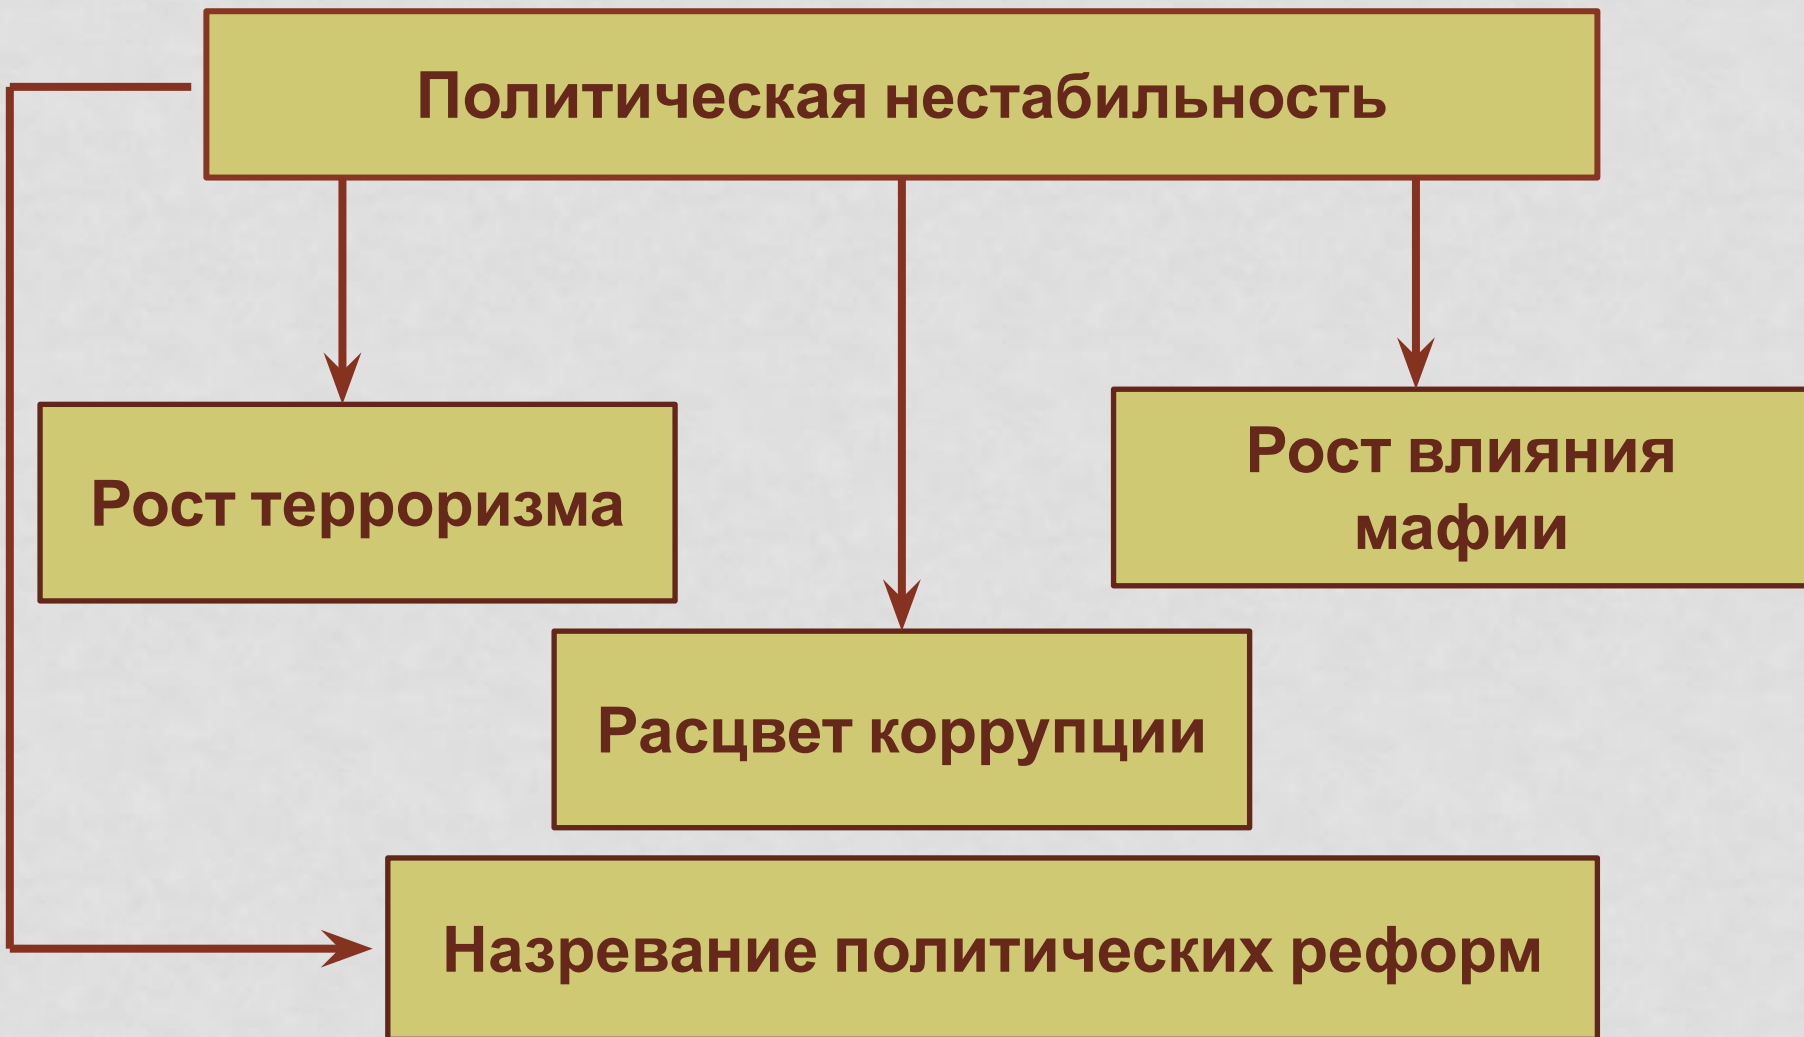 Политическая нестабильность
Рост терроризма
Рост влияния
мафии
Расцвет коррупции
Назревание политических реформ